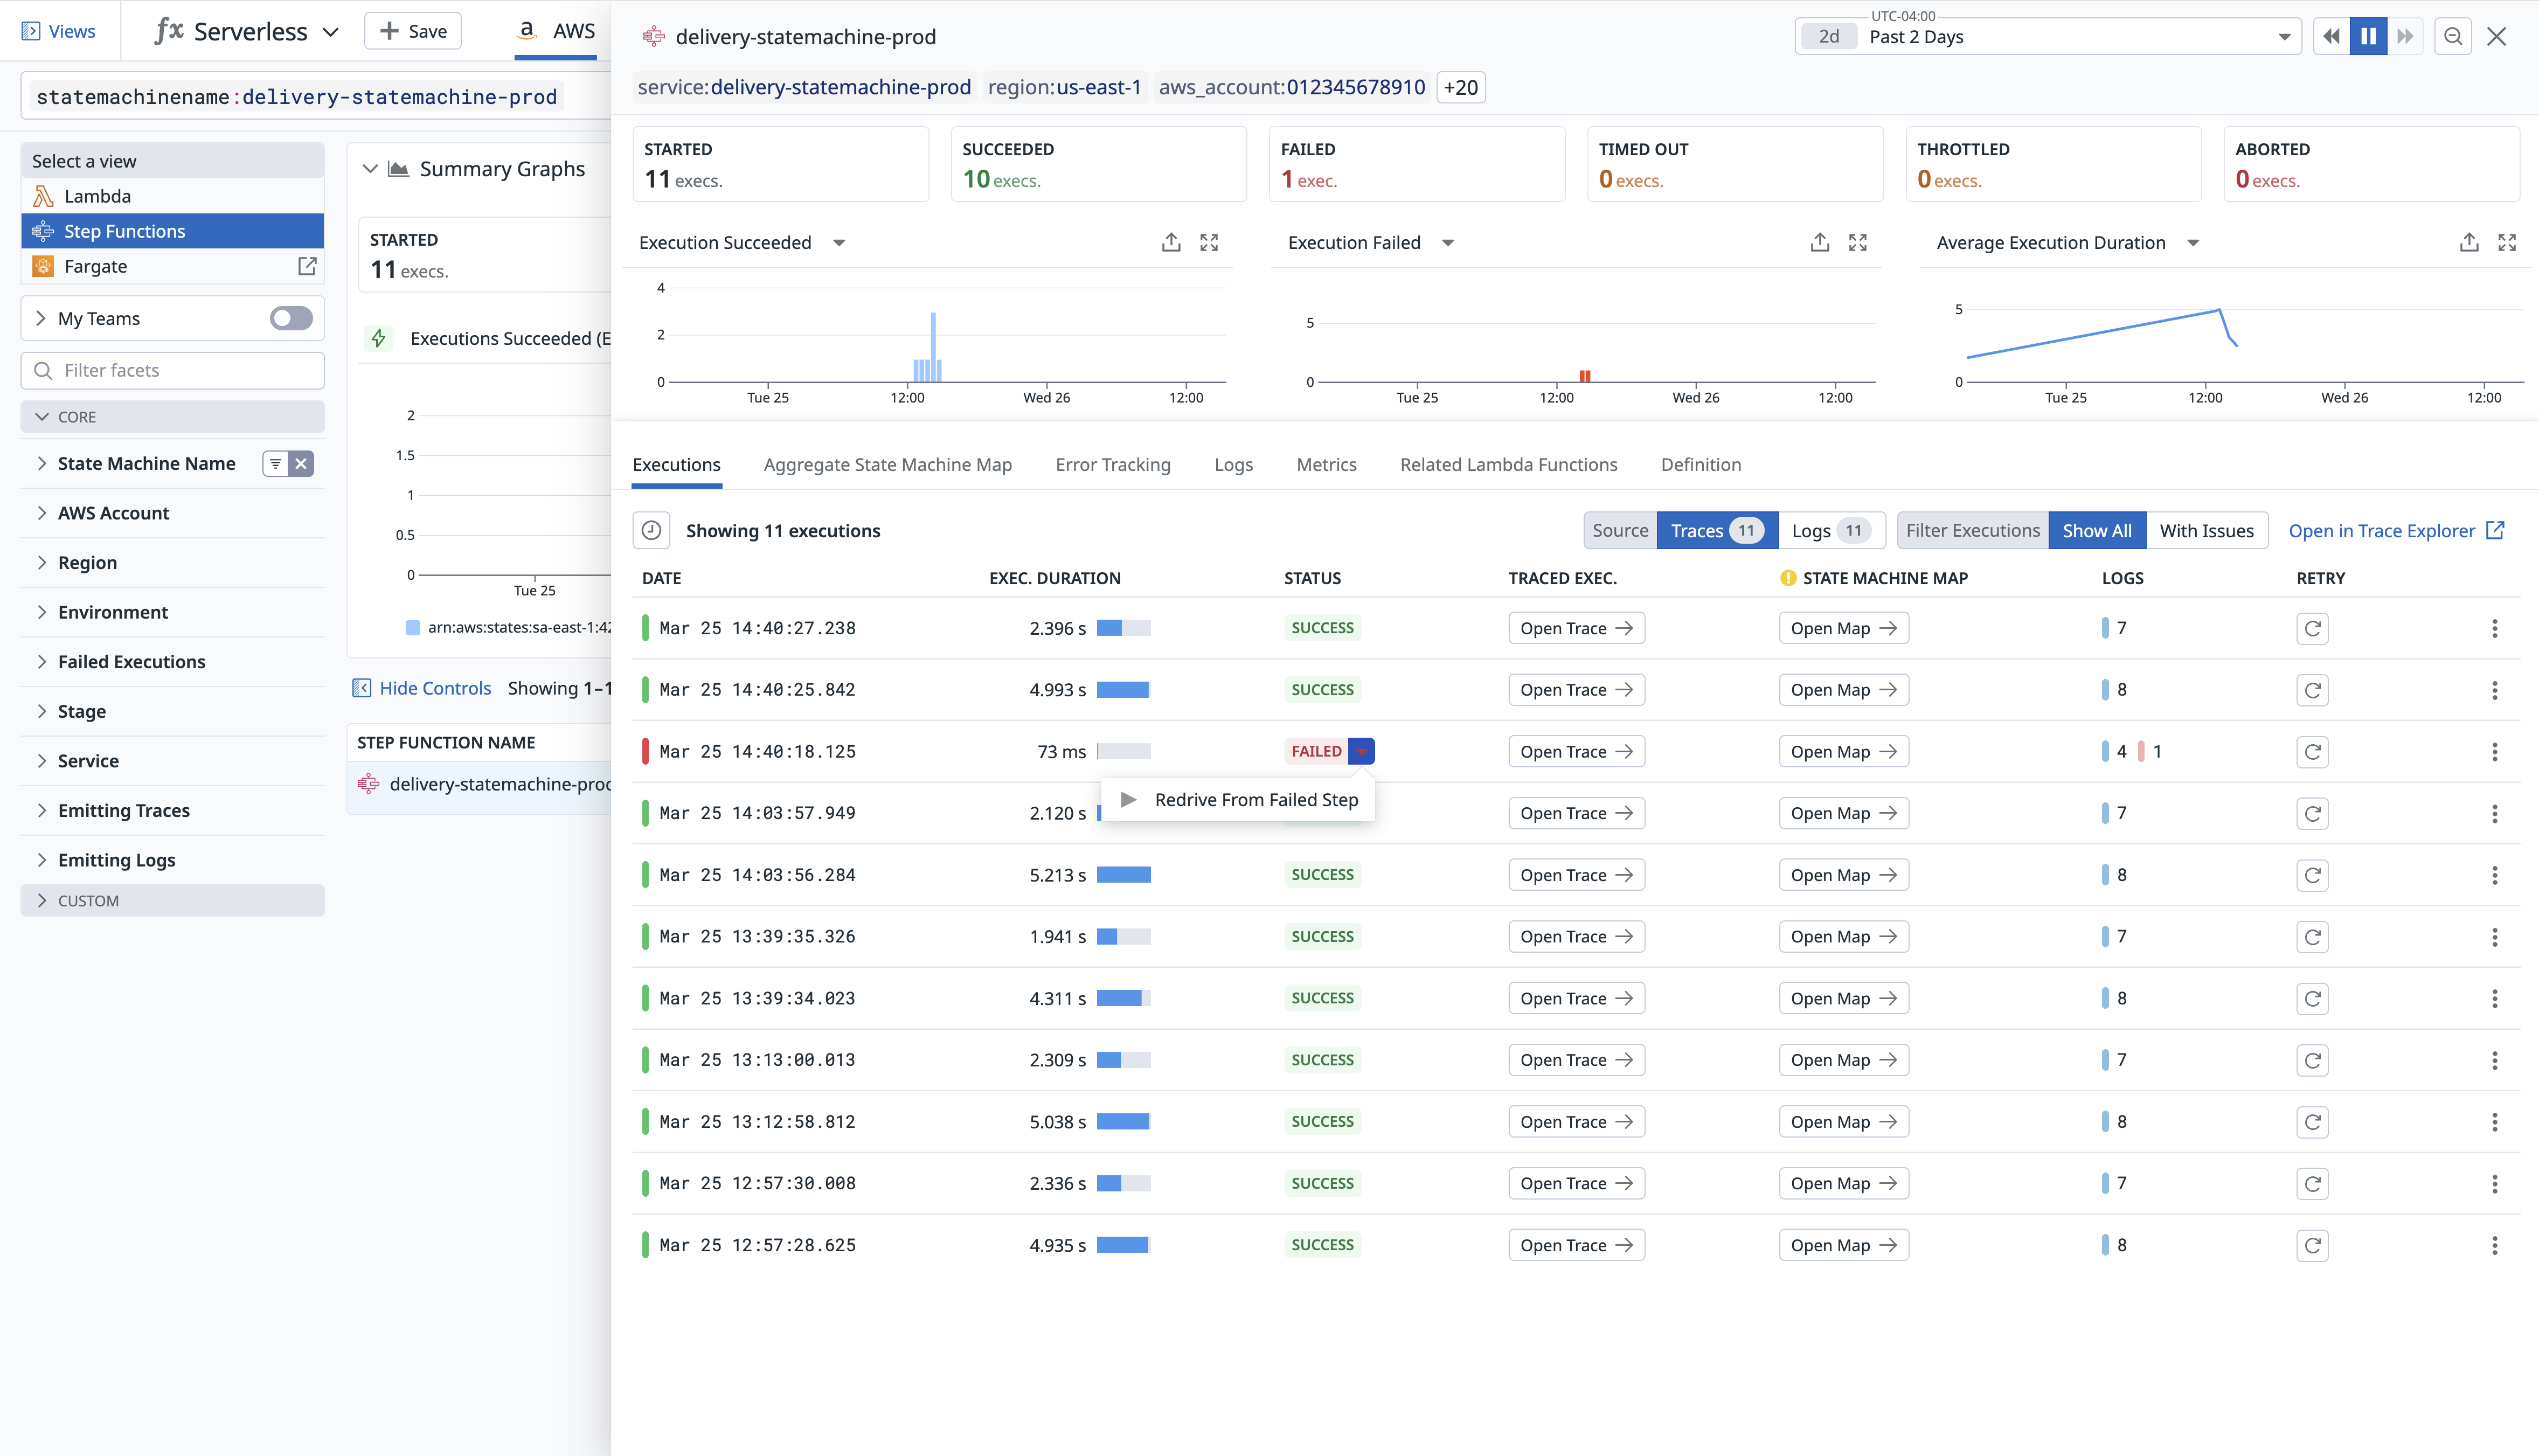 Views
Serverless
Save
AWS
statemachinename:delivery-statemachine-prod
Select a view
Lambda
Step Functions
Fargate
My Teams
Filter facets
CORE
State Machine Name
AWS Account
Region
Environment
Failed Executions
Stage
Service
Emitting Traces
Emitting Logs
CUSTOM
Summary Graphs
STARTED
11 execs.
Executions Succeeded (E
2
1.5
1
0.5
0
Tue 25
arn:aws:states:sa-east-1:42
Hide Controls Showing 1–1
STEP FUNCTION NAME
delivery-statemachine-prod
delivery-statemachine-prod
UTC-04:00
2d Past 2 Days
service:delivery-statemachine-prod region:us-east-1 aws_account:012345678910 +20
STARTED
11 execs.
SUCCEEDED
10 execs.
FAILED
1 exec.
TIMED OUT
0 execs.
THROTTLED
0 execs.
ABORTED
0 execs.
Execution Succeeded
4
2
0
Tue 25 12:00 Wed 26 12:00
Execution Failed
5
0
Tue 25 12:00 Wed 26 12:00
Average Execution Duration
5
0
Tue 25 12:00 Wed 26 12:00
Executions Aggregate State Machine Map Error Tracking Logs Metrics Related Lambda Functions Definition
Showing 11 executions
Source Traces 11 Logs 11 Filter Executions Show All With Issues Open in Trace Explorer
DATE EXEC. DURATION STATUS TRACED EXEC. STATE MACHINE MAP LOGS RETRY
Mar 25 14:40:27.238 2.396 s SUCCESS Open Trace Open Map 7
Mar 25 14:40:25.842 4.993 s SUCCESS Open Trace Open Map 8
Mar 25 14:40:18.125 73 ms FAILED Open Trace Open Map 4 1
Redrive From Failed Step
Mar 25 14:03:57.949 2.120 s Open Trace Open Map 7
Mar 25 14:03:56.284 5.213 s SUCCESS Open Trace Open Map 8
Mar 25 13:39:35.326 1.941 s SUCCESS Open Trace Open Map 7
Mar 25 13:39:34.023 4.311 s SUCCESS Open Trace Open Map 8
Mar 25 13:13:00.013 2.309 s SUCCESS Open Trace Open Map 7
Mar 25 13:12:58.812 5.038 s SUCCESS Open Trace Open Map 8
Mar 25 12:57:30.008 2.336 s SUCCESS Open Trace Open Map 7
Mar 25 12:57:28.625 4.935 s SUCCESS Open Trace Open Map 8